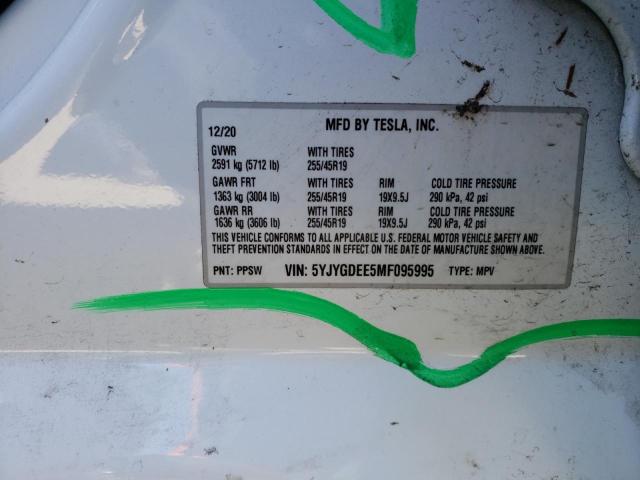 12/20 MFD BY TESLA, INC.
GVWR WITH TIRES
2591 kg (5712 lb) 255/45R19
GAWR FRT WITH TIRES RIM COLD TIRE PRESSURE
1363 kg (3004 lb) 255/45R19 19X9.5J 290 kPa, 42 psi
GAWR RR WITH TIRES RIM COLD TIRE PRESSURE
1636 kg (3606 lb) 255/45R19 19X9.5J 290 kPa, 42 psi
THIS VEHICLE CONFORMS TO ALL APPLICABLE U.S. FEDERAL MOTOR VEHICLE SAFETY AND
THEFT PREVENTION STANDARDS IN EFFECT ON THE DATE OF MANUFACTURE SHOWN ABOVE.
PNT: PPSW VIN: 5YJYGDEE5MF095995 TYPE: MPV